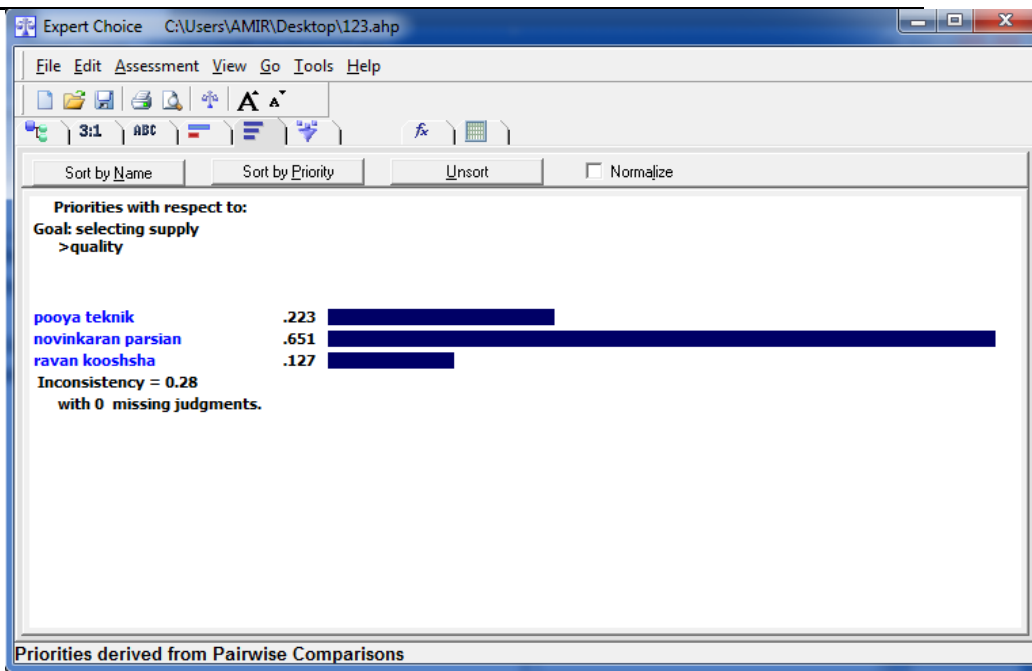 Expert Choice C:\Users\AMIR\Desktop\123.ahp
File Edit Assessment View Go Tools Help
A A
3:1 ABC fx
Sort by Name Sort by Priority Unsort Normalize
Priorities with respect to:
Goal: selecting supply
>quality
pooya teknik .223
novinkaran parsian .651
ravan kooshsha .127
Inconsistency = 0.28
with 0 missing judgments.
Priorities derived from Pairwise Comparisons